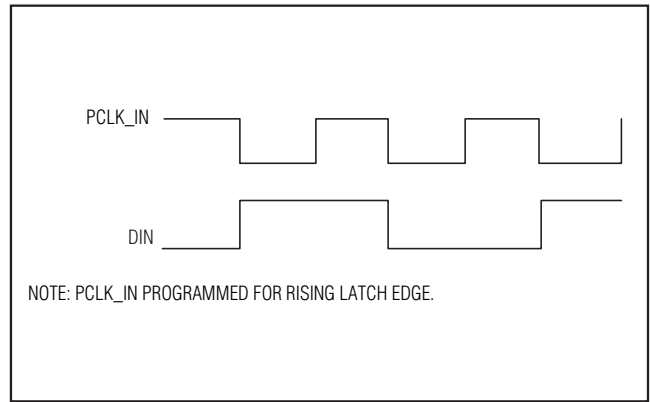 PCLK_IN
DIN
NOTE: PCLK_IN PROGRAMMED FOR RISING LATCH EDGE.